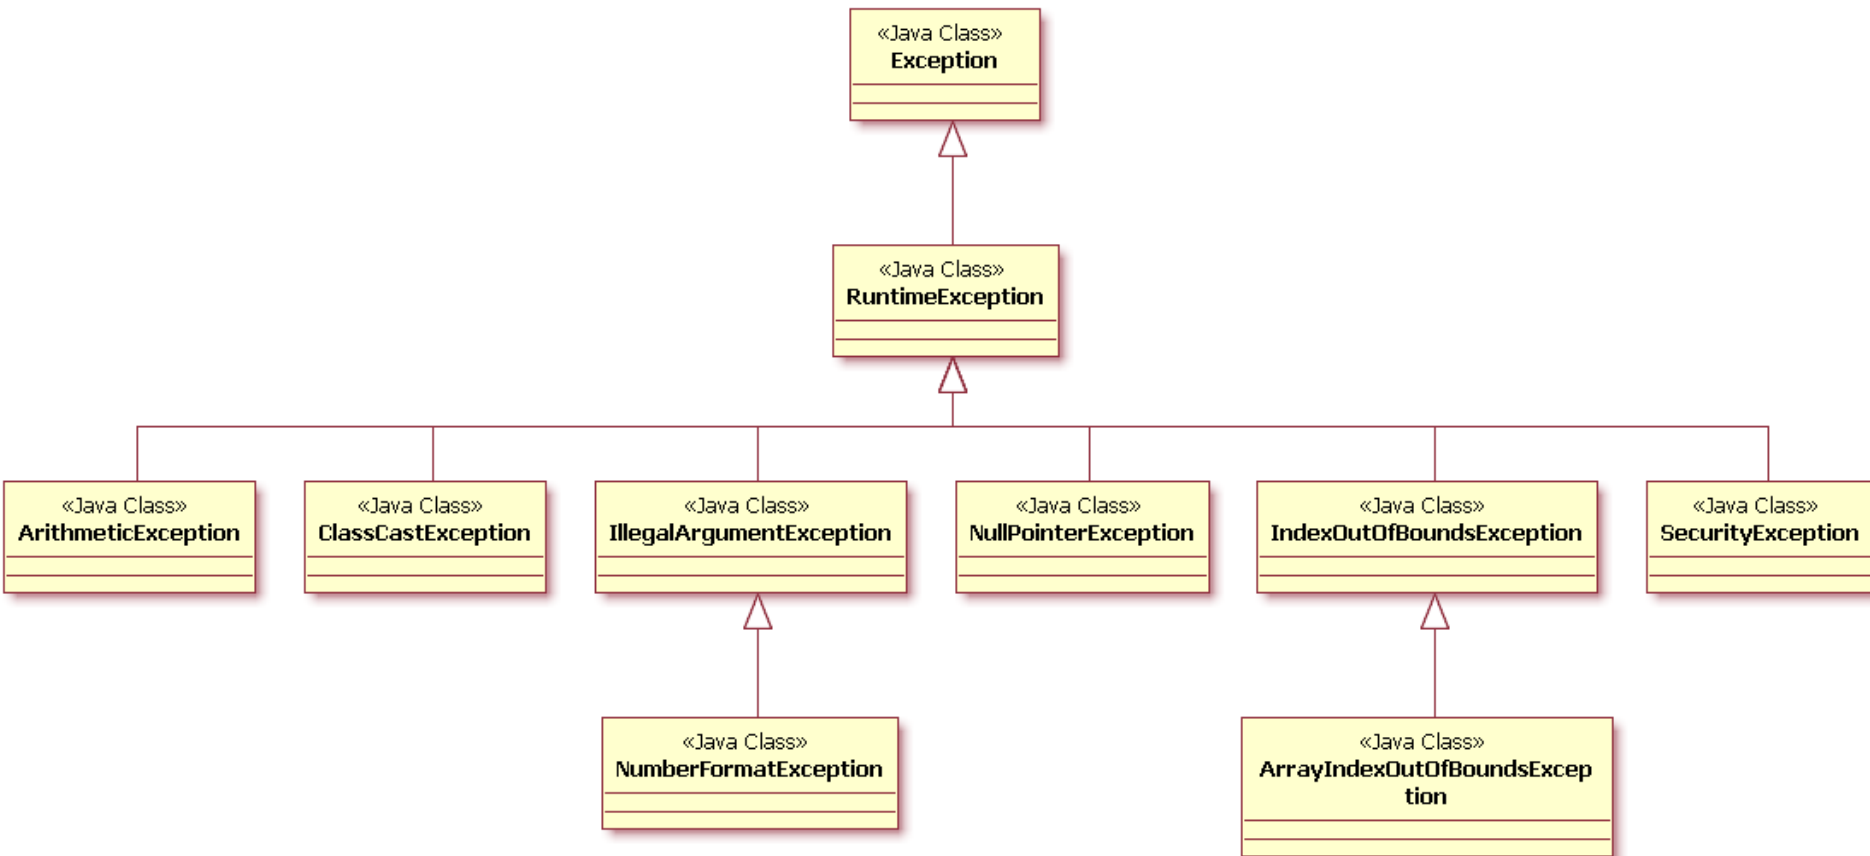 «Java Class»
Exception
«Java Class»
RuntimeException
«Java Class»
ArithmeticException
«Java Class»
ClassCastException
«Java Class»
IllegalArgumentException
«Java Class»
NullPointerException
«Java Class»
IndexOutOfBoundsException
«Java Class»
SecurityException
«Java Class»
NumberFormatException
«Java Class»
ArrayIndexOutOfBoundsExcep
tion